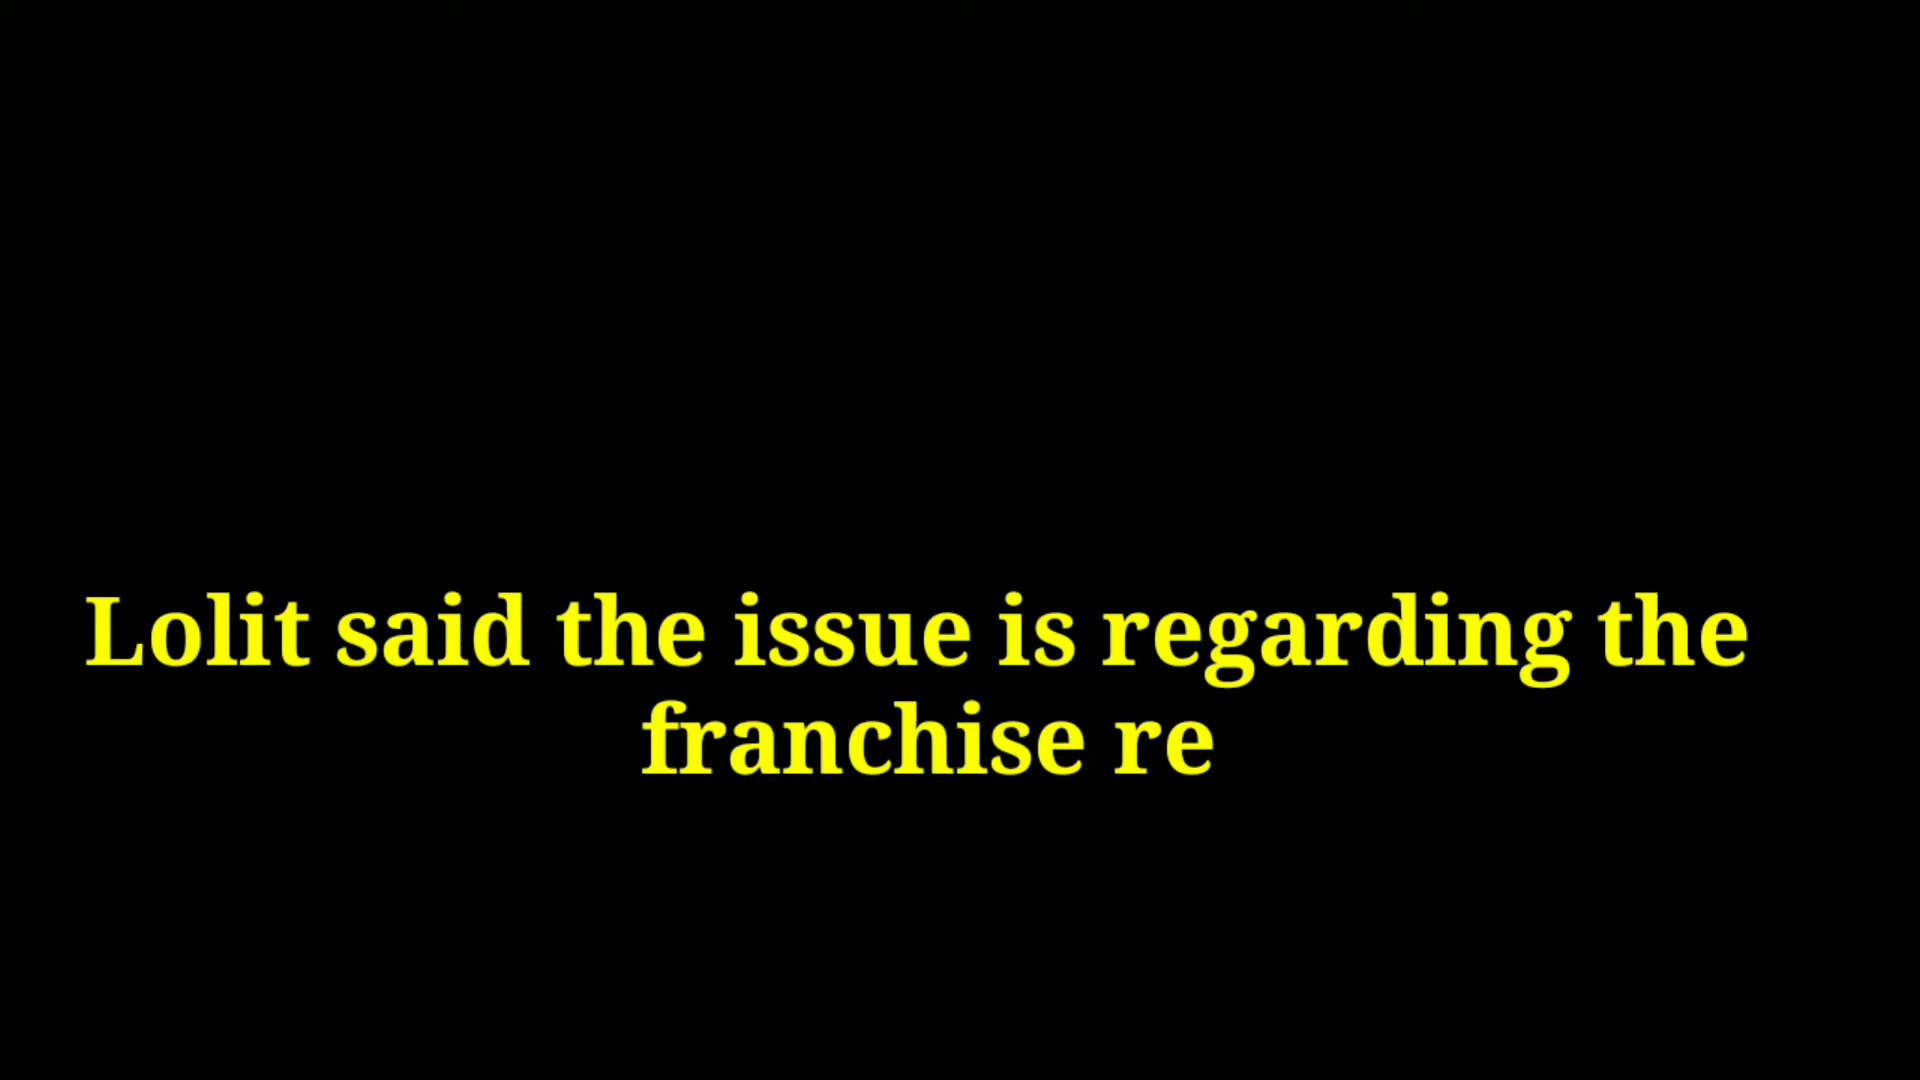 Lolit said the issue is regarding the
franchise re